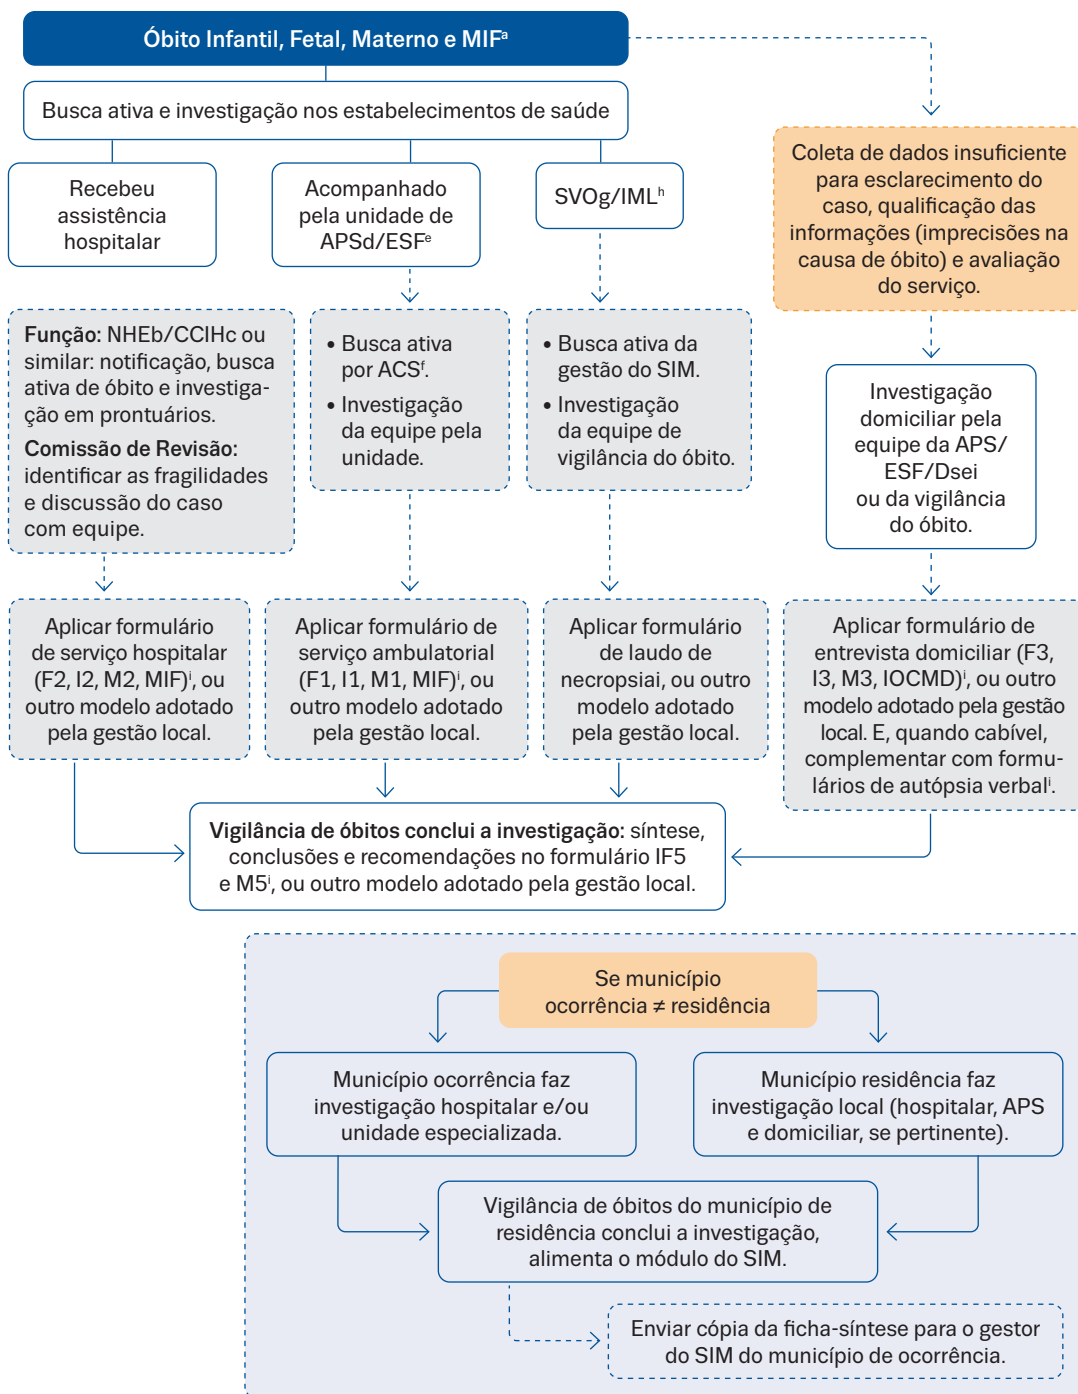 Óbito Infantil, Fetal, Materno e MIFᵃ
Busca ativa e investigação nos estabelecimentos de saúde
Recebeu
assistência
hospitalar
Acompanhado
pela unidade de
APSd/ESFᵉ
SVOg/IMLʰ
Coleta de dados insuficiente
para esclarecimento do
caso, qualificação das
informações (imprecisões na
causa de óbito) e avaliação
do serviço.
Função: NHEb/CCIHc ou
similar: notificação, busca
ativa de óbito e investiga-
ção em prontuários.
Comissão de Revisão:
identificar as fragilidades
e discussão do caso
com equipe.
• Busca ativa
por ACSᶠ.
• Investigação
da equipe pela
unidade.
• Busca ativa da
gestão do SIM.
• Investigação
da equipe de
vigilância do óbito.
Investigação
domiciliar pela
equipe da APS/
ESF/Dsei
ou da vigilância
do óbito.
Aplicar formulário
de serviço hospitalar
(F2, I2, M2, MIF)ⁱ, ou
outro modelo adotado
pela gestão local.
Aplicar formulário de
serviço ambulatorial
(F1, I1, M1, MIF)ⁱ, ou
outro modelo adotado
pela gestão local.
Aplicar formulário
de laudo de
necropsiai, ou outro
modelo adotado
pela gestão local.
Aplicar formulário de
entrevista domiciliar (F3,
I3, M3, IOCMD)ⁱ, ou outro
modelo adotado pela gestão
local. E, quando cabível,
complementar com formu-
lários de autópsia verbalⁱ.
Vigilância de óbitos conclui a investigação: síntese,
conclusões e recomendações no formulário IF5
e M5ⁱ, ou outro modelo adotado pela gestão local.
Se município
ocorrência ≠ residência
Município ocorrência faz
investigação hospitalar e/ou
unidade especializada.
Município residência faz
investigação local (hospitalar, APS
e domiciliar, se pertinente).
Vigilância de óbitos do município de
residência conclui a investigação,
alimenta o módulo do SIM.
Enviar cópia da ficha-síntese para o gestor
do SIM do município de ocorrência.